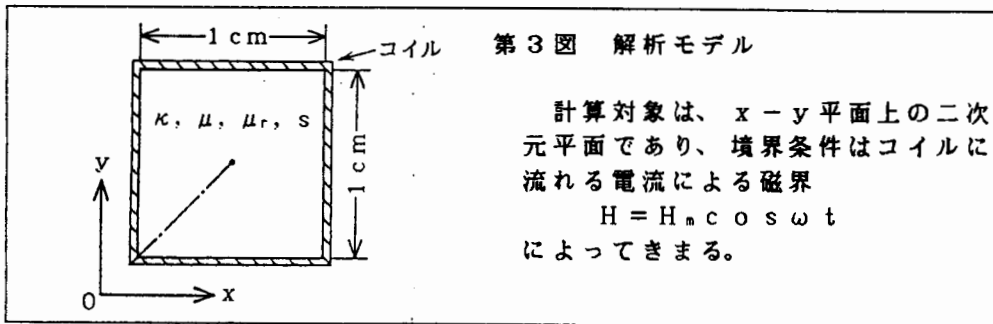 1cm
コイル
第3図 解析モデル
κ, μ, μr, s
1cm
y
0
x
計算対象は、x－y平面上の二次
元平面であり、境界条件はコイルに
流れる電流による磁界
H＝Hmcosωt
によってきまる。